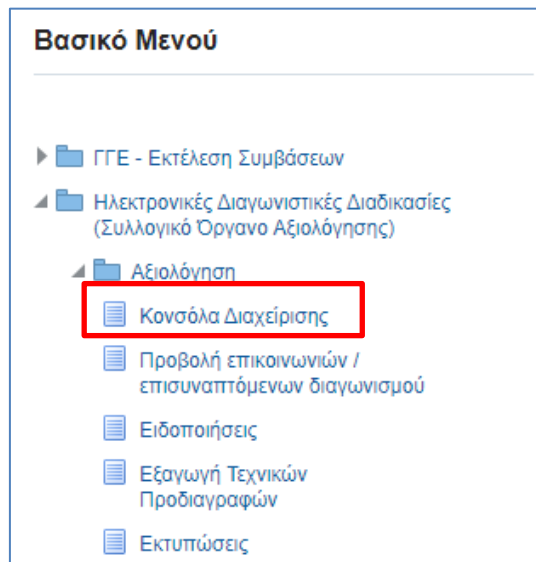 Βασικό Μενού
ΓΓΕ - Εκτέλεση Συμβάσεων
Ηλεκτρονικές Διαγωνιστικές Διαδικασίες
(Συλλογικό Όργανο Αξιολόγησης)
Αξιολόγηση
Κονσόλα Διαχείρισης
Προβολή επικοινωνιών /
επισυναπτόμενων διαγωνισμού
Ειδοποιήσεις
Εξαγωγή Τεχνικών
Προδιαγραφών
Εκτυπώσεις